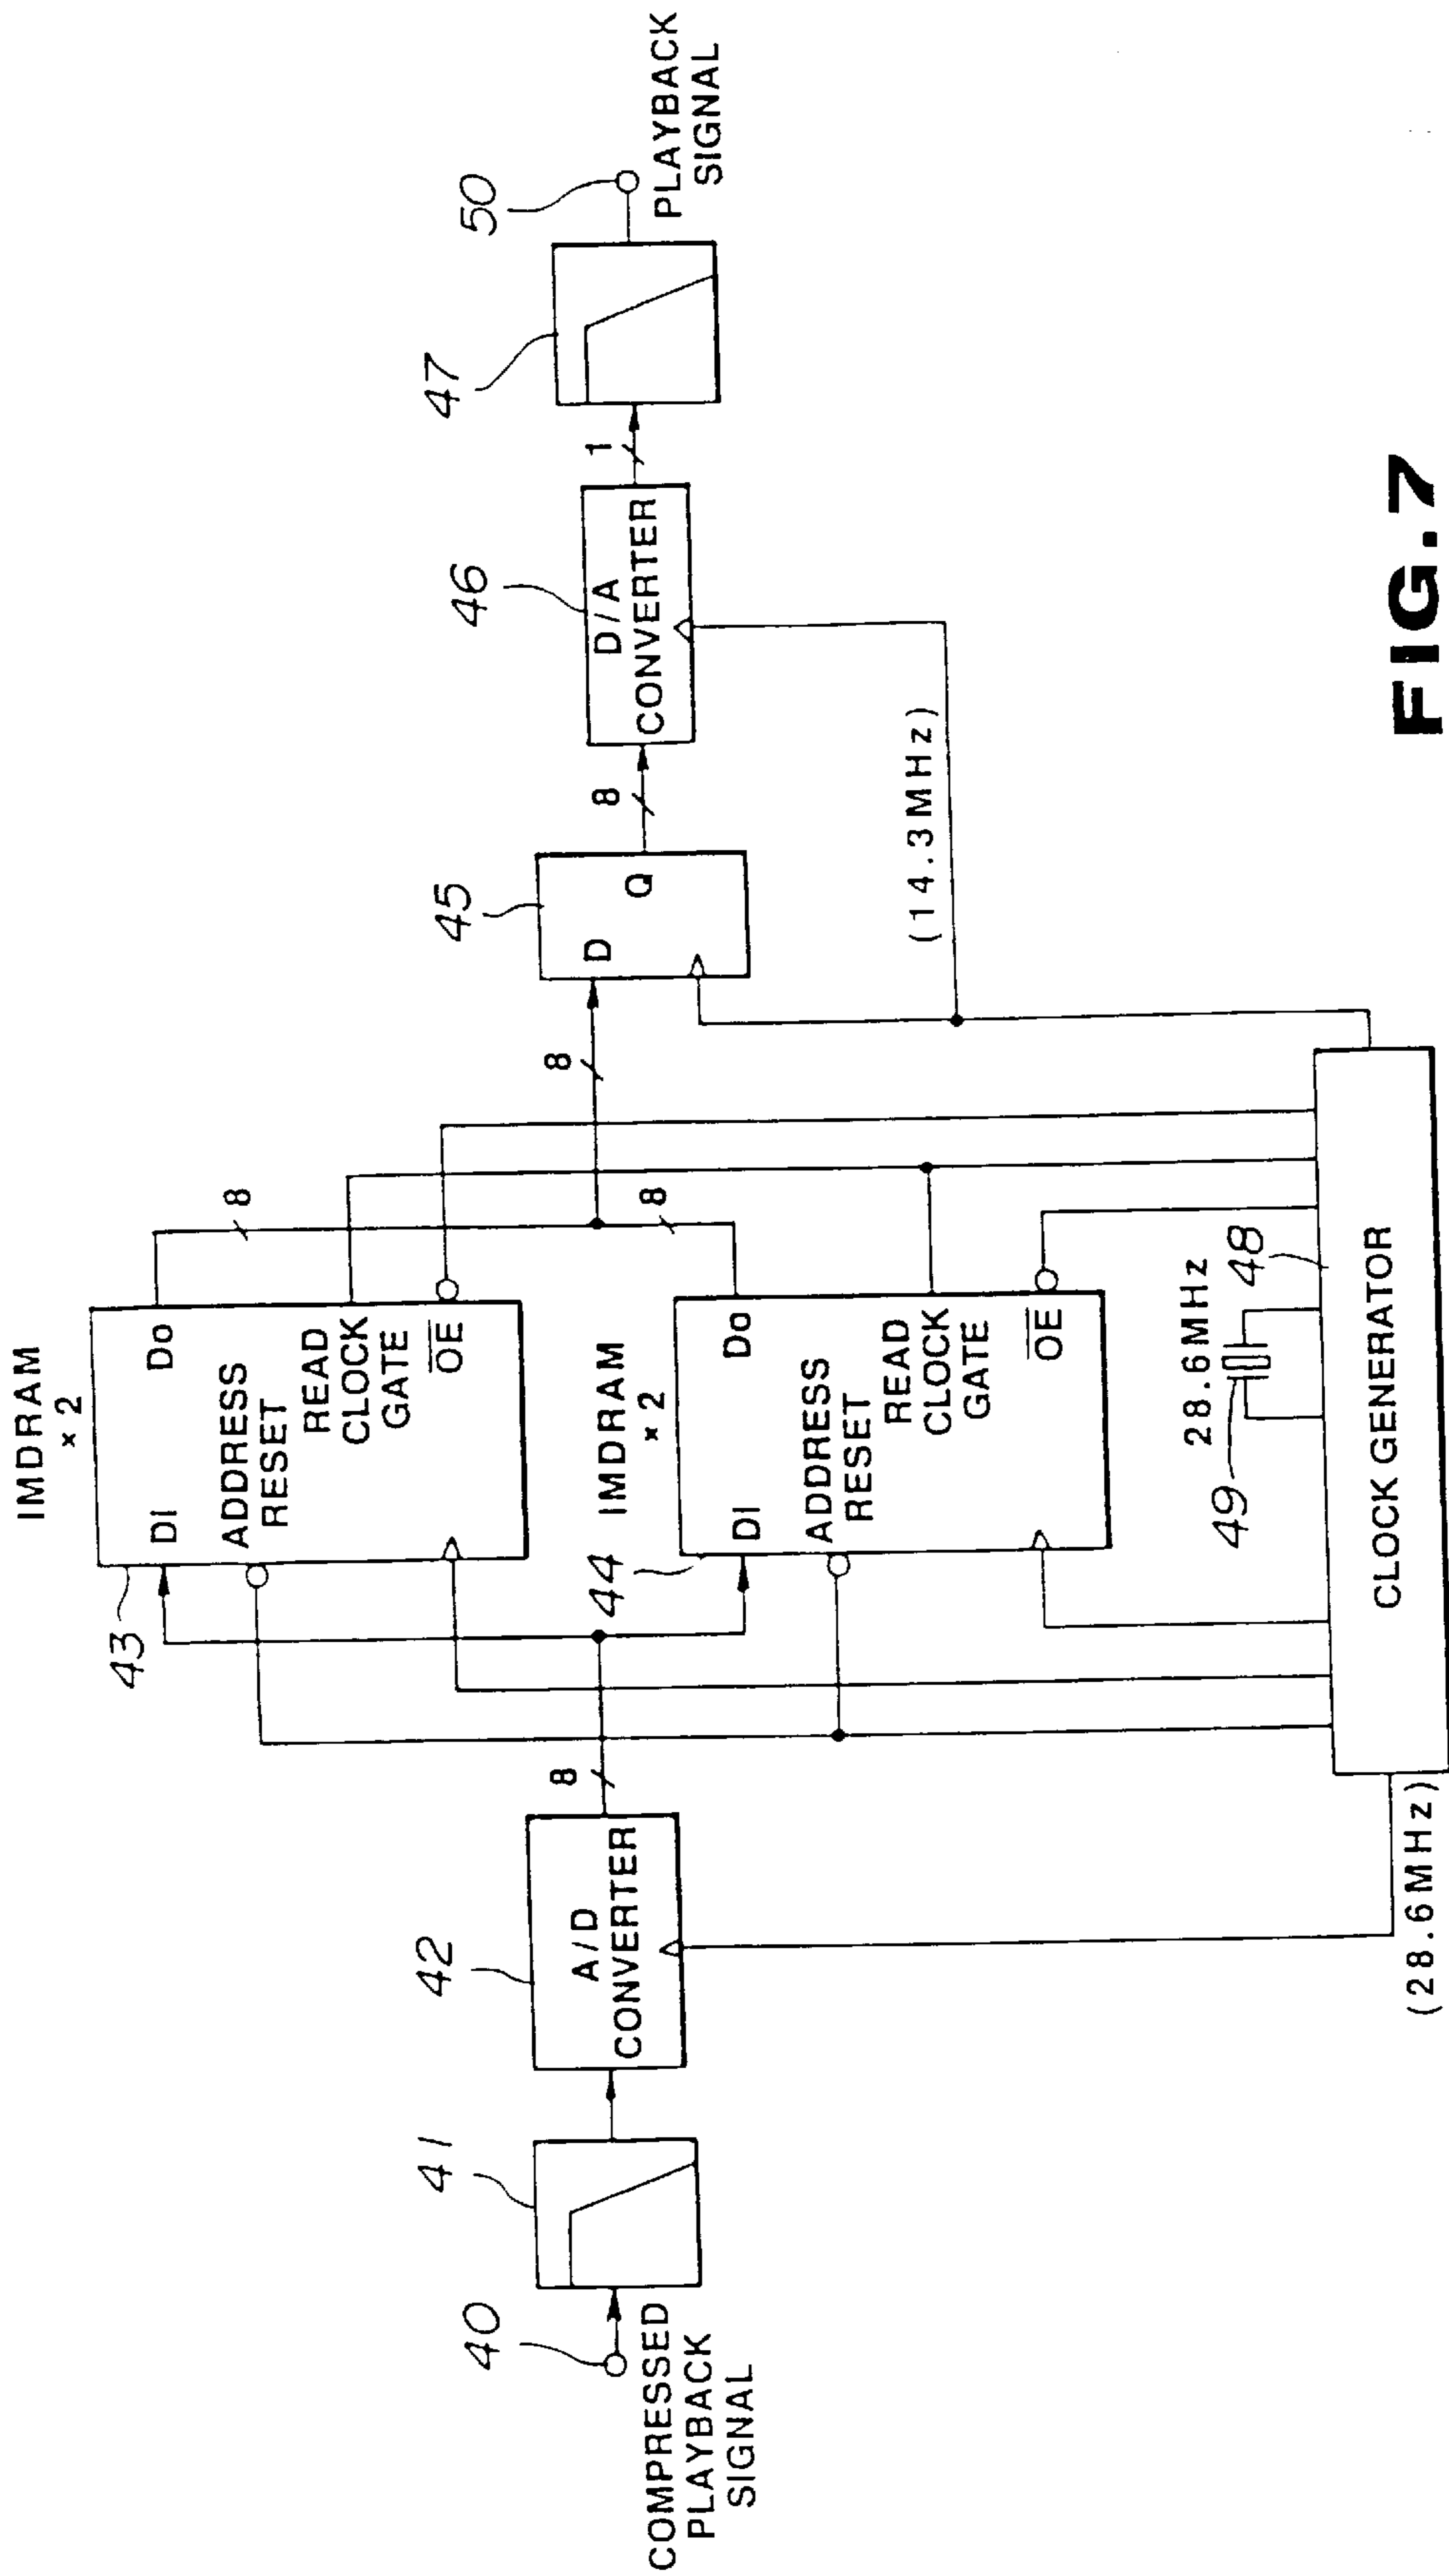 40
COMPRESSED
PLAYBACK
SIGNAL
41
42
A/D
CONVERTER
8
IMDRAM
× 2
43
DI
Do
ADDRESS
RESET
READ
CLOCK
GATE
OE
8
IMDRAM
× 2
44
DI
Do
ADDRESS
RESET
READ
CLOCK
GATE
OE
8
8
45
D
Q
8
46
D/A
CONVERTER
1
47
50
PLAYBACK
SIGNAL
(14.3MHz)
28.6MHz
49
48
CLOCK GENERATOR
(28.6MHz)
FIG.7